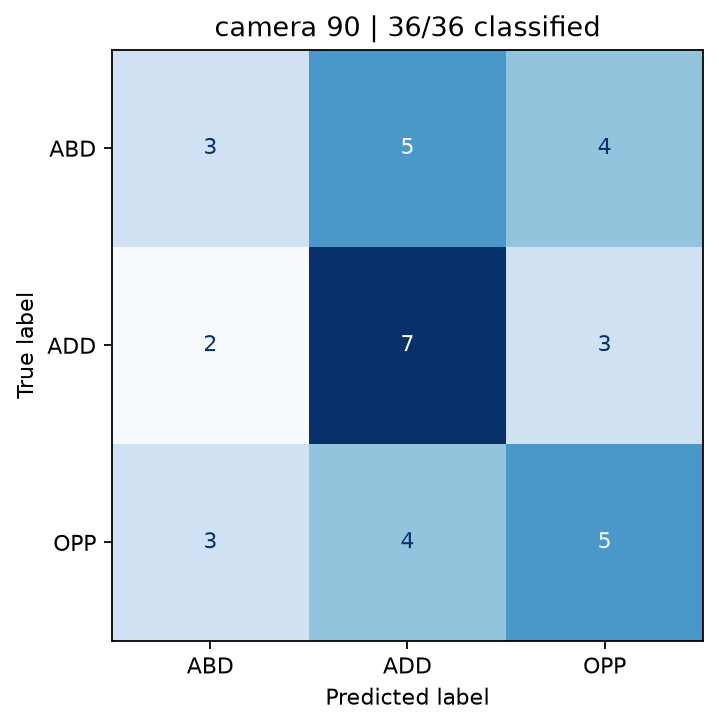 camera 90 | 36/36 classified
True label
ABD 3 5 4
ADD 2 7 3
OPP 3 4 5
ABD ADD OPP
Predicted label